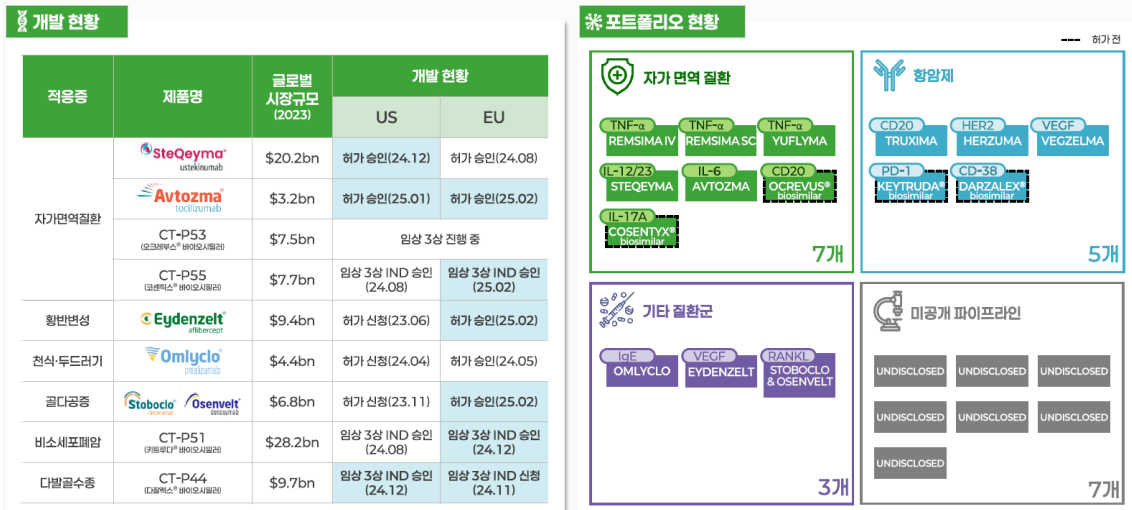 개발 현황
적응증 제품명 글로벌 시장규모 (2023) 개발 현황
US EU
자가면역질환
SteQeyma® ustekinumab $20.2bn 허가 승인(24.12) 허가 승인(24.08)
Avtozma® tocilizumab $3.2bn 허가 승인(25.01) 허가 승인(25.02)
CT-P53 (오크레부스® 바이오시밀러) $7.5bn 임상 3상 진행 중
CT-P55 (코센틱스® 바이오시밀러) $7.7bn 임상 3상 IND 승인 (24.08) 임상 3상 IND 승인 (25.02)
황반변성 Eydenzelt® aflibercept $9.4bn 허가 신청(23.06) 허가 승인(25.02)
천식·두드러기 Omlyclo® omalizumab $4.4bn 허가 신청(24.04) 허가 승인(24.05)
골다공증 Stoboclo® denosumab Osenvelt® denosumab $6.8bn 허가 신청(23.11) 허가 승인(25.02)
비소세포폐암 CT-P51 (키트루다® 바이오시밀러) $28.2bn 임상 3상 IND 승인 (24.08) 임상 3상 IND 승인 (24.12)
다발골수종 CT-P44 (다잘렉스® 바이오시밀러) $9.7bn 임상 3상 IND 승인 (24.12) 임상 3상 IND 신청 (24.11)
포트폴리오 현황
허가 전
자가 면역 질환
TNF-α TNF-α TNF-α
REMSIMA IV REMSIMA SC YUFLYMA
IL-12/23 IL-6 CD20
STEQEYMA AVTOZMA OCREVUS® biosimilar
IL-17A
COSENTYX® biosimilar
7개
항암제
CD20 HER2 VEGF
TRUXIMA HERZUMA VEGZELMA
PD-1 CD-38
KEYTRUDA® biosimilar DARZALEX® biosimilar
5개
기타 질환군
IgE VEGF RANKL
OMLYCLO EYDENZELT STOBOCLO & OSENVELT
3개
미공개 파이프라인
UNDISCLOSED UNDISCLOSED UNDISCLOSED
UNDISCLOSED UNDISCLOSED UNDISCLOSED
UNDISCLOSED
7개